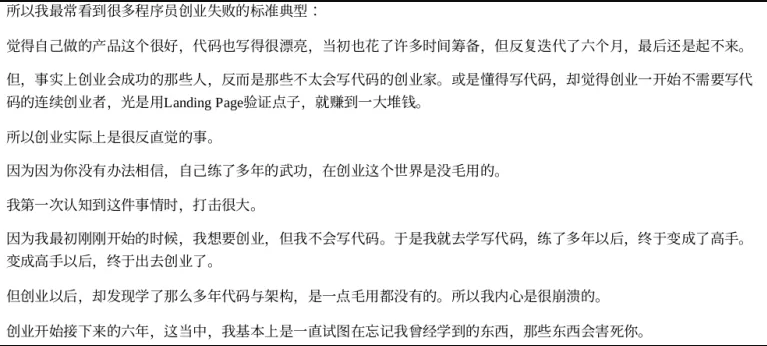 所以我最常看到很多程序员创业失败的标准典型：
觉得自己做的产品这个很好，代码也写得很漂亮，当初也花了许多时间筹备，但反复迭代了六个月，最后还是起不来。
但，事实上创业会成功的那些人，反而是那些不太会写代码的创业家。或是懂得写代码，却觉得创业一开始不需要写代
码的连续创业者，光是用Landing Page验证点子，就赚到一大堆钱。
所以创业实际上是很反直觉的事。
因为因为你没有办法相信，自己练了多年的武功，在创业这个世界是没毛用的。
我第一次认知到这件事情时，打击很大。
因为我最初刚刚开始的时候，我想要创业，但我不会写代码。于是我就去学写代码，练了多年以后，终于变成了高手。
变成高手以后，终于出去创业了。
但创业以后，却发现学了那么多年代码与架构，是一点毛用都没有的。所以我内心是很崩溃的。
创业开始接下来的六年，这当中，我基本上是一直试图在忘记我曾经学到的东西，那些东西会害死你。